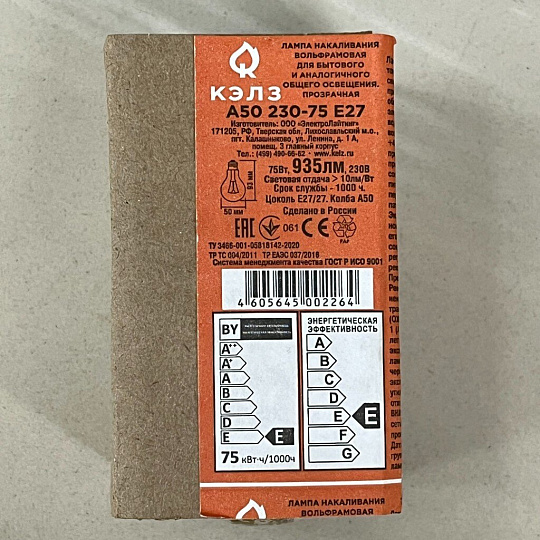 ЛАМПА НАКАЛИВАНИЯ
ВОЛЬФРАМОВАЯ
ДЛЯ БЫТОВОГО
И АНАЛОГИЧНОГО
ОБЩЕГО ОСВЕЩЕНИЯ.
ПРОЗРАЧНАЯ
КЭЛЗ
А50 230-75 Е27
Изготовитель: ООО «ЭлектроЛайтинг»
171205, РФ, Тверская обл, Лихославльский м.о.,
пгт. Калашниково, ул. Ленина, д. 1 А,
помещ. 3 главный корпус
Тел.: (499) 490-66-62 · www.kelz.ru
75Вт, 935ЛМ, 230В
Световая отдача > 10лм/Вт
Срок службы - 1000 ч.
Цоколь Е27/27. Колба А50
93 мм
50 мм
Сделано в России
EAC 061 CE PAP
ТУ 3466-001-05818142-2020
ТР ТС 004/2011 ТР ЕАЭС 037/2016
Система менеджмента качества ГОСТ Р ИСО 9001
4 605645 002264
BY
A++
A+
A
B
C
D
E E
75 кВт·ч/1000ч
ЭНЕРГЕТИЧЕСКАЯ
ЭФФЕКТИВНОСТЬ
A
B
C
D
E E
F
G
ЛАМПА НАКАЛИВАНИЯ
ВОЛЬФРАМОВАЯ